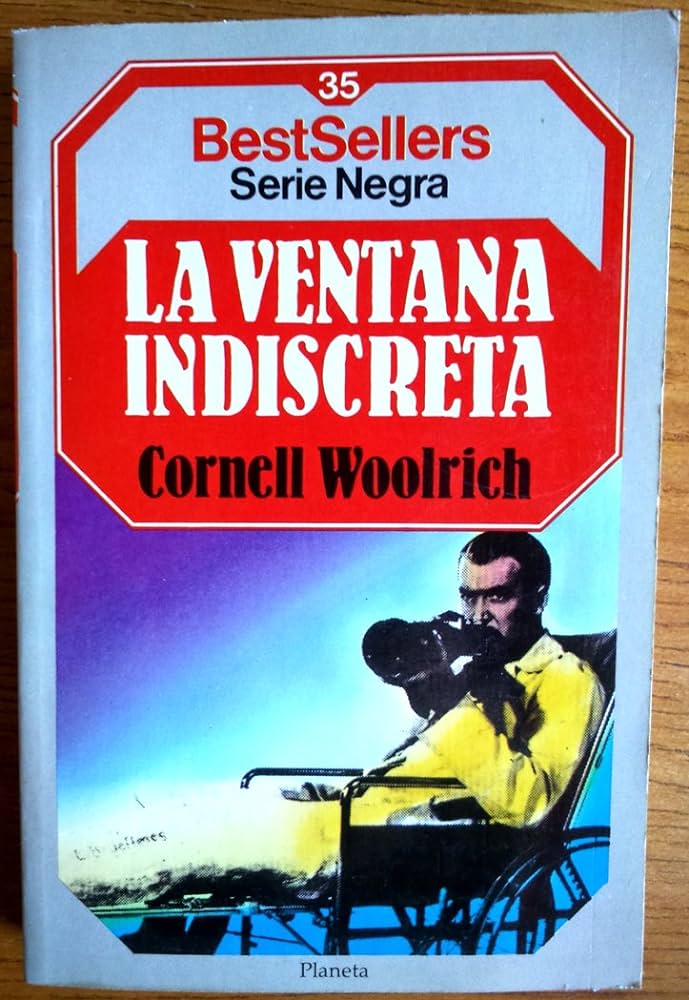 35
BestSellers
Serie Negra
LA VENTANA
INDISCRETA
Cornell Woolrich
Planeta